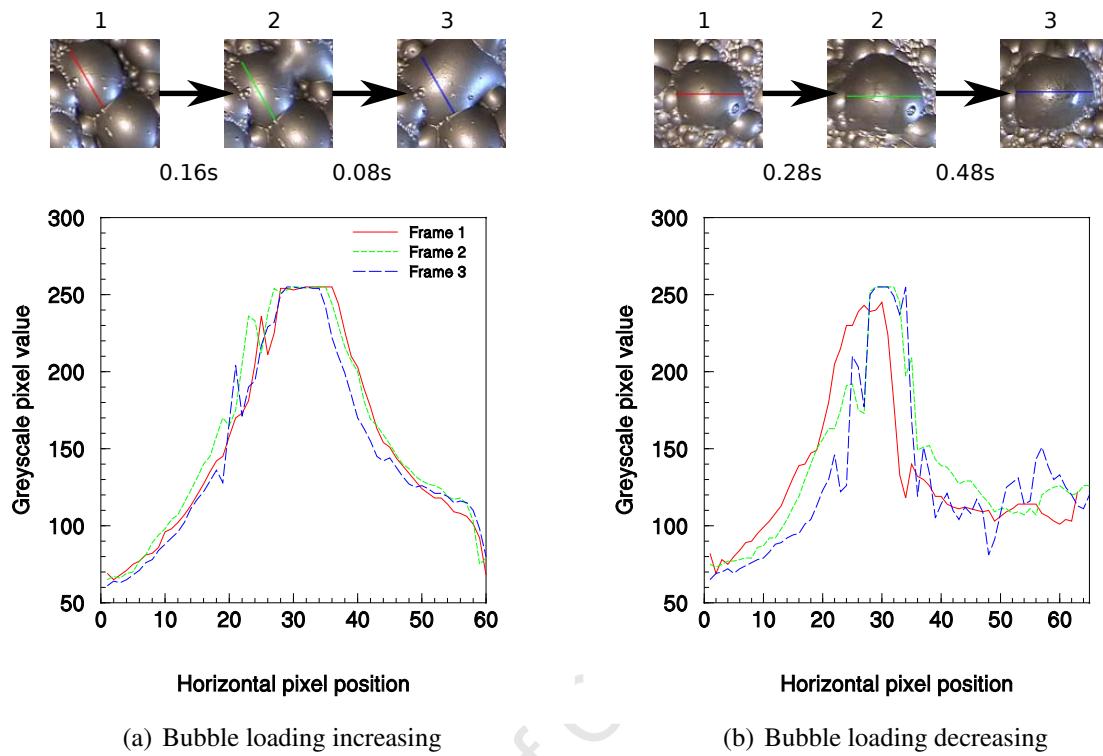 1 2 3
0.16s 0.08s
300
250
200
150
100
50
0 10 20 30 40 50 60
Greyscale pixel value
Horizontal pixel position
Frame 1
Frame 2
Frame 3
(a) Bubble loading increasing
1 2 3
0.28s 0.48s
300
250
200
150
100
50
0 10 20 30 40 50 60
Greyscale pixel value
Horizontal pixel position
(b) Bubble loading decreasing